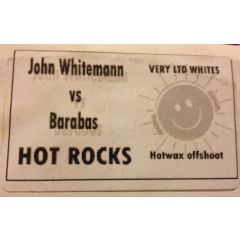 John Whitemann
vs
Barabas
HOT ROCKS
VERY LTD WHITES
Hotwax offshoot